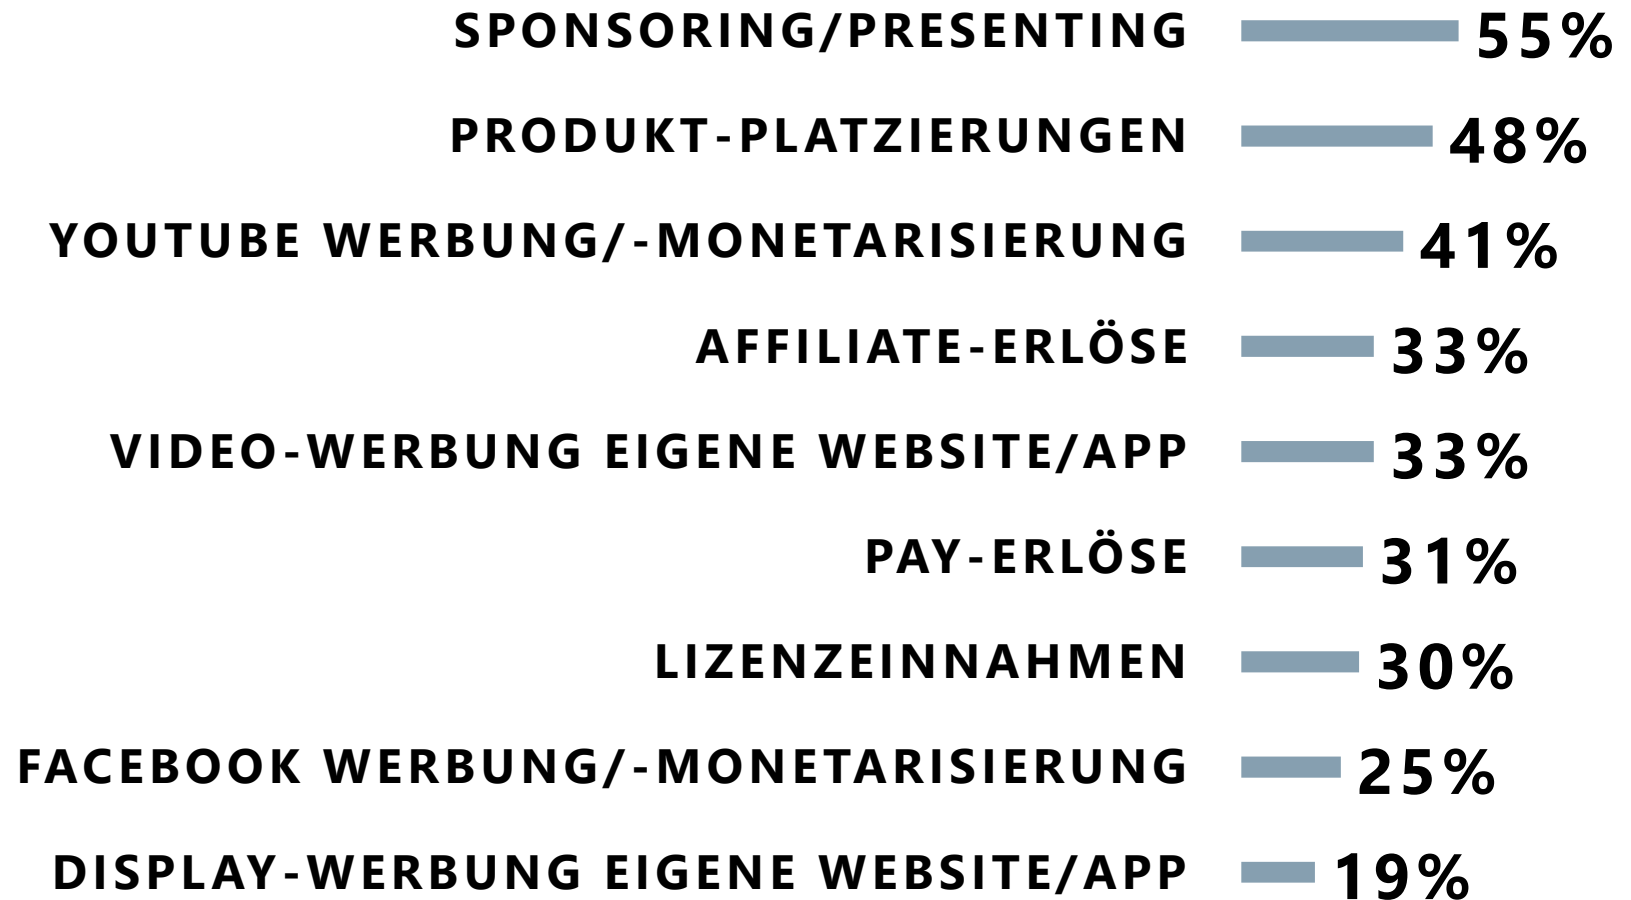 SPONSORING/PRESENTING 55%
PRODUKT-PLATZIERUNGEN 48%
YOUTUBE WERBUNG/-MONETARISIERUNG 41%
AFFILIATE-ERLÖSE 33%
VIDEO-WERBUNG EIGENE WEBSITE/APP 33%
PAY-ERLÖSE 31%
LIZENZEINNAHMEN 30%
FACEBOOK WERBUNG/-MONETARISIERUNG 25%
DISPLAY-WERBUNG EIGENE WEBSITE/APP 19%